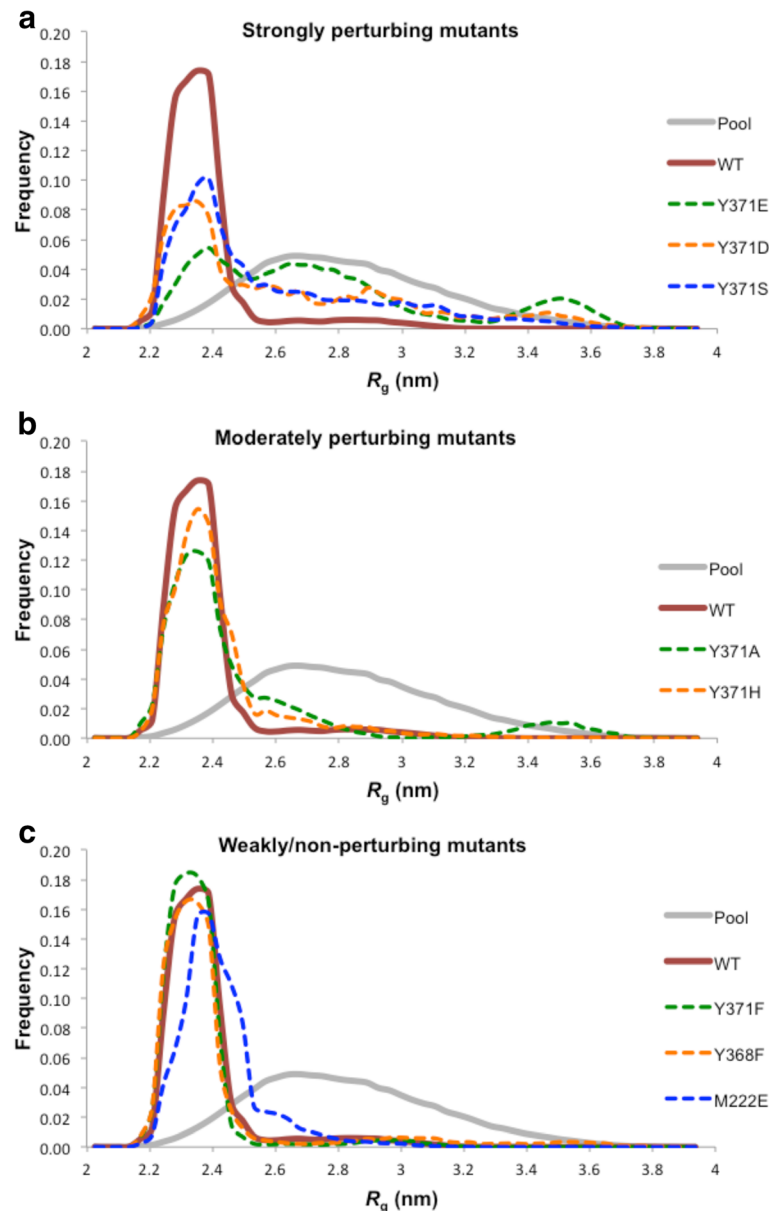 a
Strongly perturbing mutants
0.20
0.18
0.16
0.14
0.12
0.10
0.08
0.06
0.04
0.02
0.00
Frequency
2 2.2 2.4 2.6 2.8 3 3.2 3.4 3.6 3.8 4
Rg (nm)
Pool
WT
Y371E
Y371D
Y371S
b
Moderately perturbing mutants
0.20
0.18
0.16
0.14
0.12
0.10
0.08
0.06
0.04
0.02
0.00
Frequency
2 2.2 2.4 2.6 2.8 3 3.2 3.4 3.6 3.8 4
Rg (nm)
Pool
WT
Y371A
Y371H
c
Weakly/non-perturbing mutants
0.20
0.18
0.16
0.14
0.12
0.10
0.08
0.06
0.04
0.02
0.00
Frequency
2 2.2 2.4 2.6 2.8 3 3.2 3.4 3.6 3.8 4
Rg (nm)
Pool
WT
Y371F
Y368F
M222E